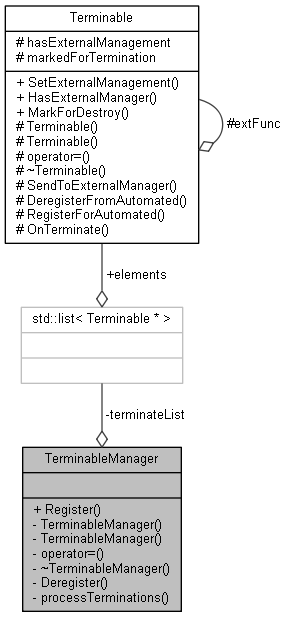 Terminable
# hasExternalManagement
# markedForTermination
+ SetExternalManagement()
+ HasExternalManager()
+ MarkForDestroy()
# Terminable()
# Terminable()
# operator=()
# ~Terminable()
# SendToExternalManager()
# DeregisterFromAutomated()
# RegisterForAutomated()
# OnTerminate()
#extFunc
+elements
std::list< Terminable * >
-terminateList
TerminableManager
+ Register()
- TerminableManager()
- TerminableManager()
- operator=()
- ~TerminableManager()
- Deregister()
- processTerminations()